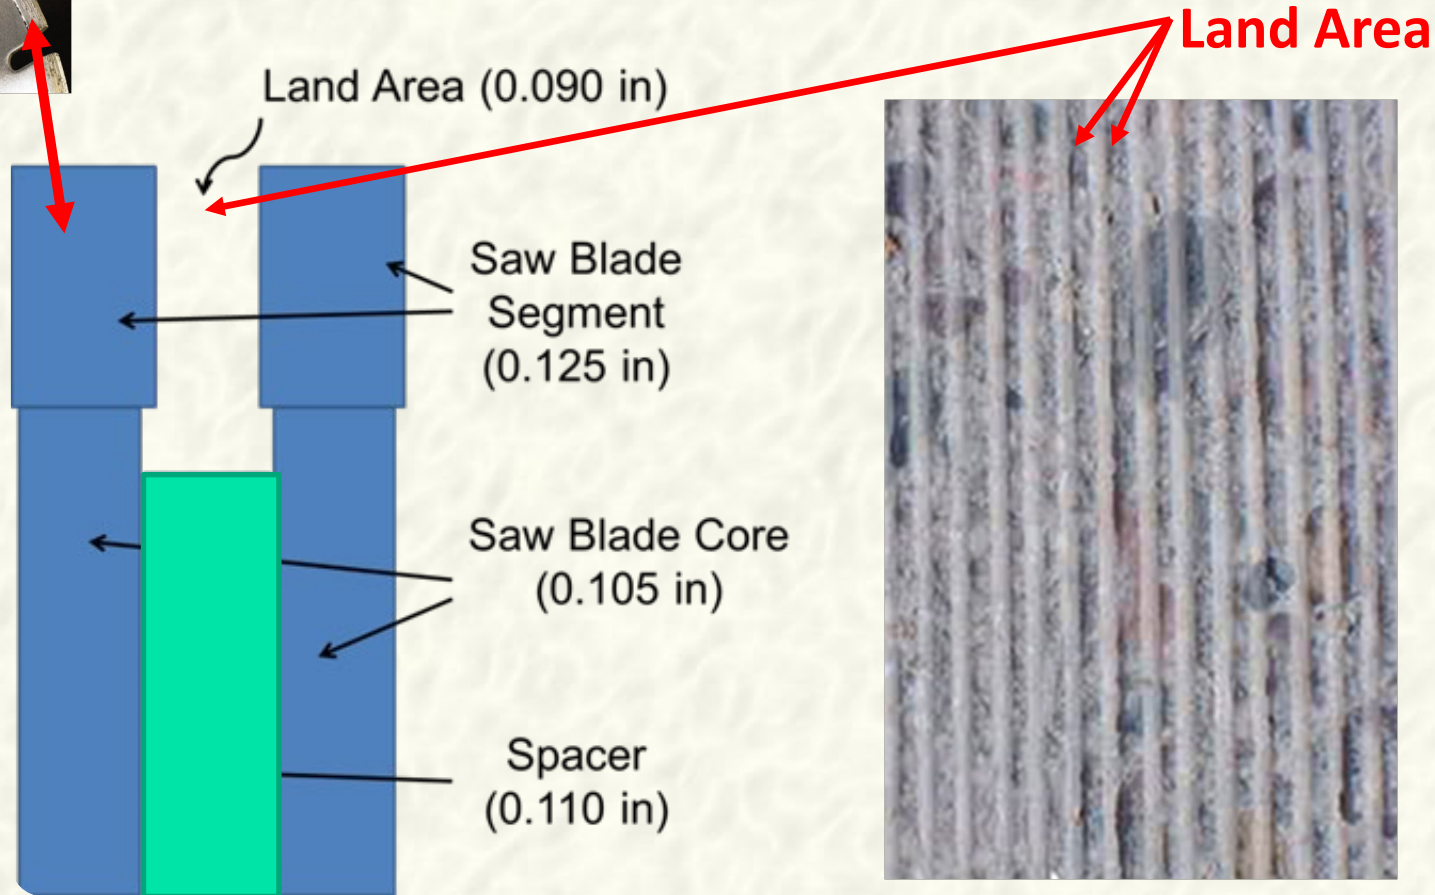 Land Area
Land Area (0.090 in)
Saw Blade
Segment
(0.125 in)
Saw Blade Core
(0.105 in)
Spacer
(0.110 in)